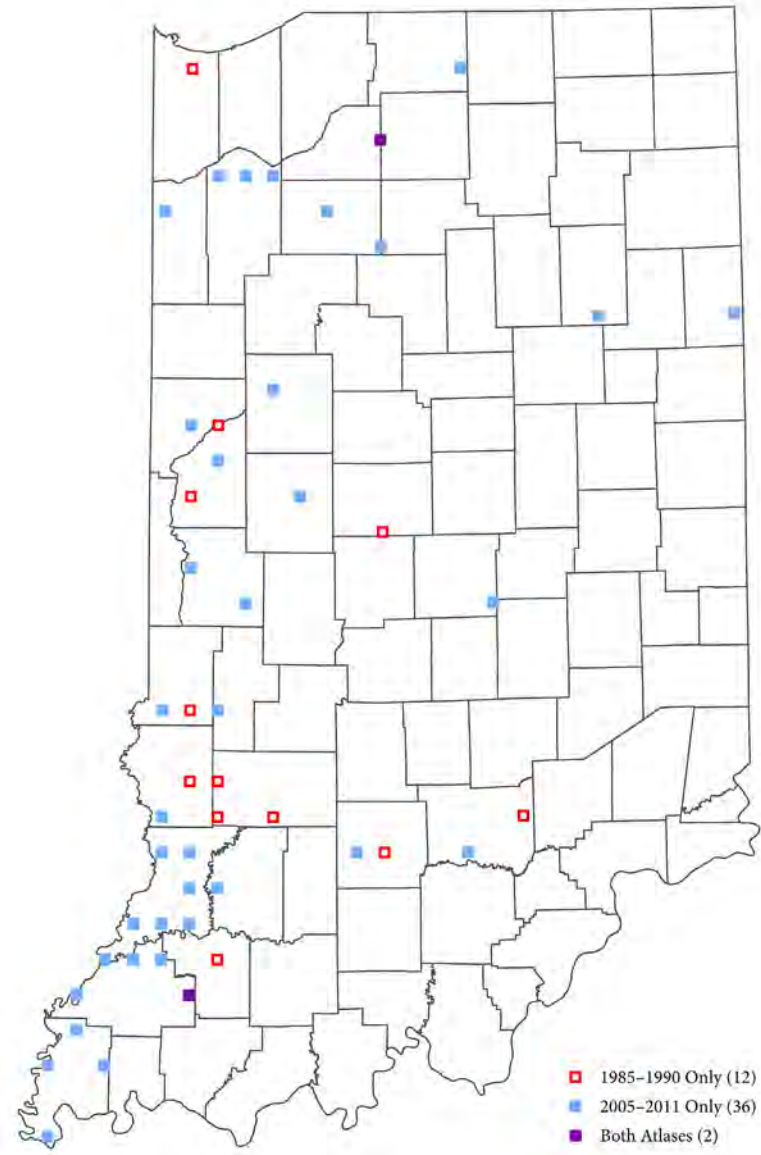 1985–1990 Only (12)
2005–2011 Only (36)
Both Atlases (2)